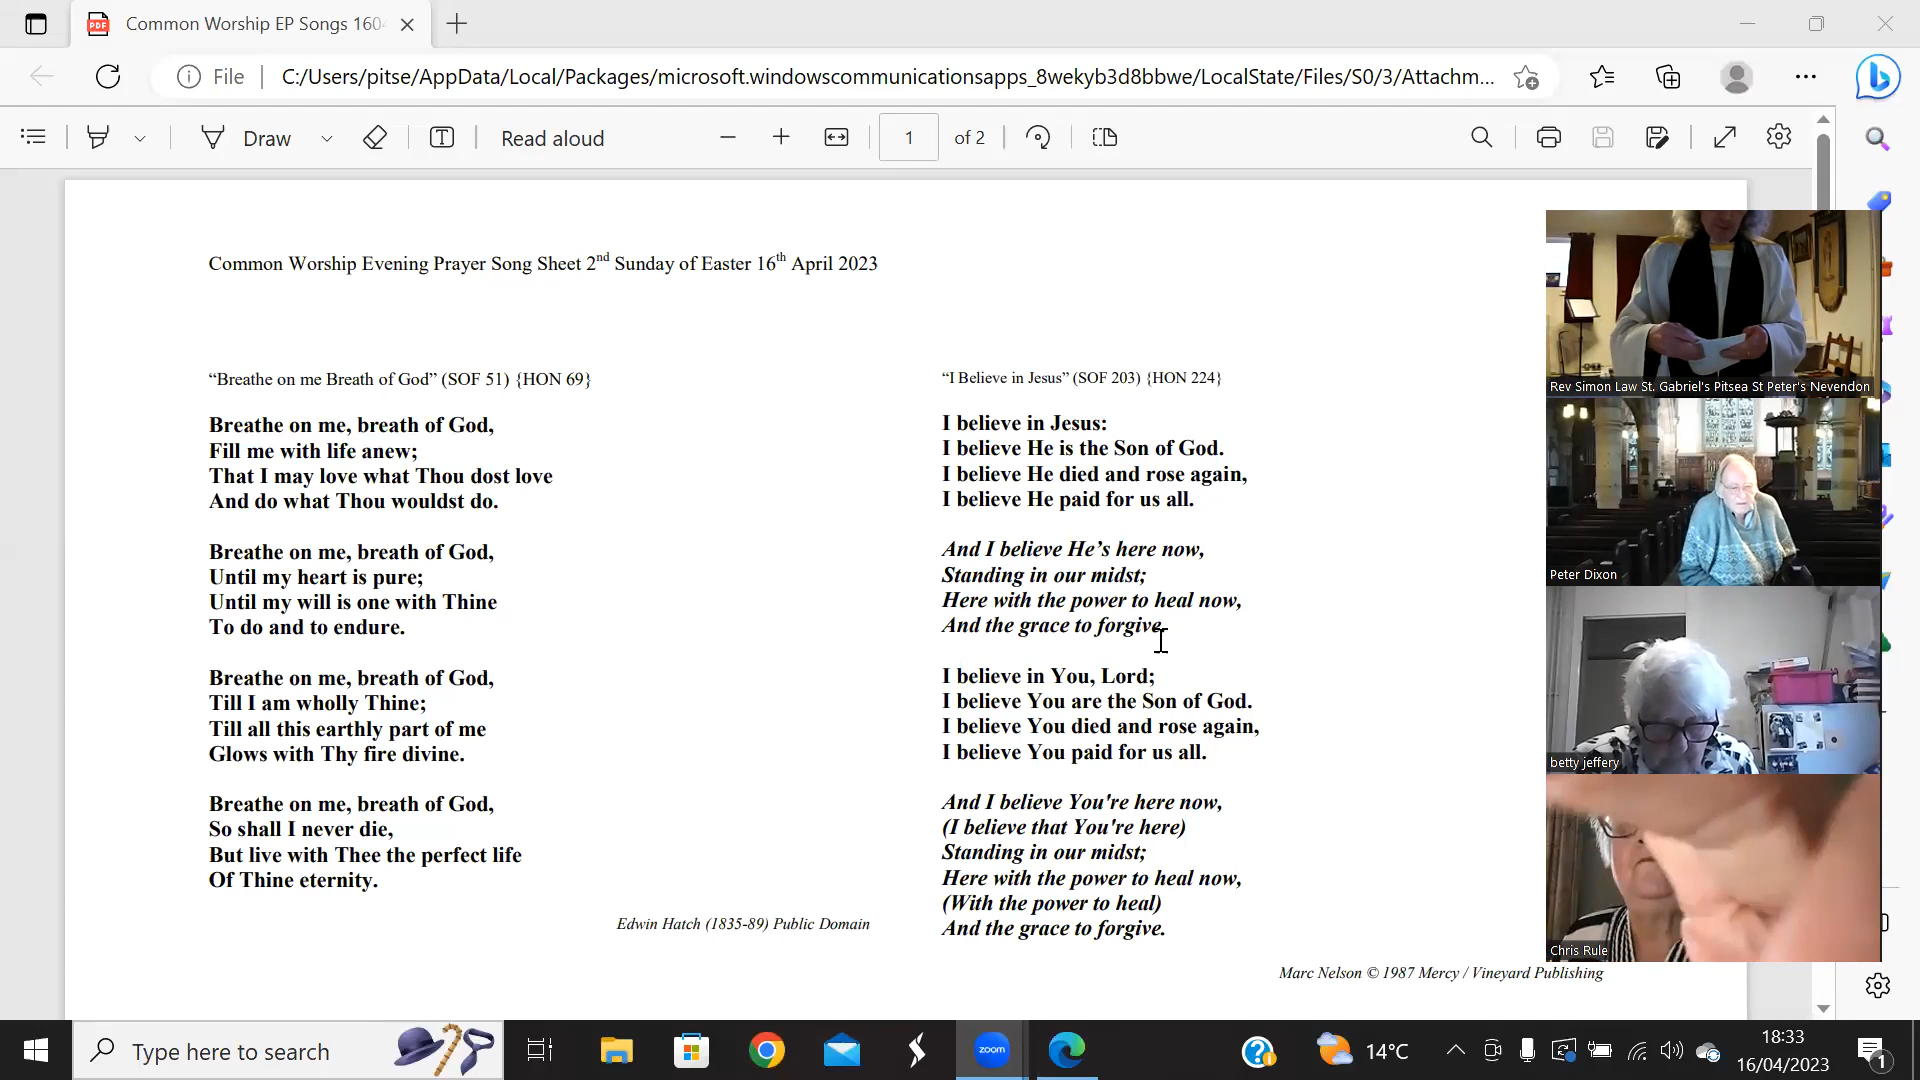 Common Worship EP Songs 160
File
C:/Users/pitse/AppData/Local/Packages/microsoft.windowscommunicationsapps_8wekyb3d8bbwe/LocalState/Files/S0/3/Attachm...
Draw
Read aloud
1
of 2
Common Worship Evening Prayer Song Sheet 2nd Sunday of Easter 16th April 2023
“Breathe on me Breath of God” (SOF 51) {HON 69}
Breathe on me, breath of God,
Fill me with life anew;
That I may love what Thou dost love
And do what Thou wouldst do.
Breathe on me, breath of God,
Until my heart is pure;
Until my will is one with Thine
To do and to endure.
Breathe on me, breath of God,
Till I am wholly Thine;
Till all this earthly part of me
Glows with Thy fire divine.
Breathe on me, breath of God,
So shall I never die,
But live with Thee the perfect life
Of Thine eternity.
Edwin Hatch (1835-89) Public Domain
“I Believe in Jesus” (SOF 203) {HON 224}
I believe in Jesus:
I believe He is the Son of God.
I believe He died and rose again,
I believe He paid for us all.
And I believe He’s here now,
Standing in our midst;
Here with the power to heal now,
And the grace to forgive.
I believe in You, Lord;
I believe You are the Son of God.
I believe You died and rose again,
I believe You paid for us all.
And I believe You're here now,
(I believe that You're here)
Standing in our midst;
Here with the power to heal now,
(With the power to heal)
And the grace to forgive.
Marc Nelson © 1987 Mercy / Vineyard Publishing
Rev Simon Law St. Gabriel's Pitsea St Peter's Nevendon
Peter Dixon
betty jeffery
Chris Rule
Type here to search
zoom
14°C
18:33
16/04/2023
1